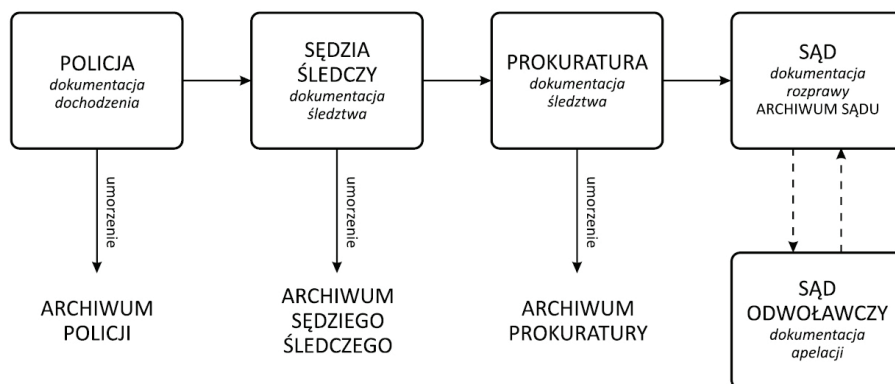 POLICJA
dokumentacja
dochodzenia
SĘDZIA
ŚLEDCZY
dokumentacja
śledztwa
PROKURATURA
dokumentacja
śledztwa
SĄD
dokumentacja
rozprawy
ARCHIWUM SĄDU
umorzenie
umorzenie
umorzenie
ARCHIWUM
POLICJI
ARCHIWUM
SĘDZIEGO
ŚLEDCZEGO
ARCHIWUM
PROKURATURY
SĄD
ODWOŁAWCZY
dokumentacja
apelacji